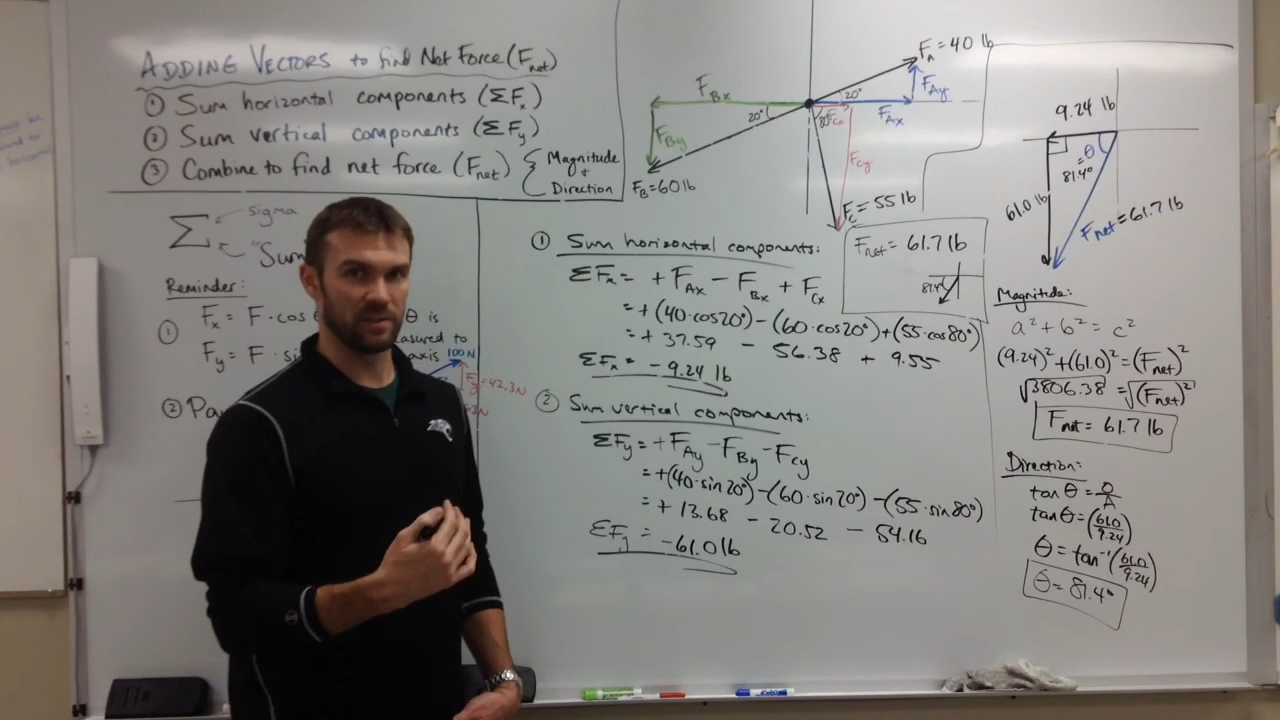 ADDING VECTORS to find Net Force (Fnet)
① Sum horizontal components (ΣFx)
② Sum vertical components (ΣFy)
③ Combine to find net force (Fnet) { Magnitude + Direction
Σ
sigma
"Sum
Reminder:
① Fx = F·cos θ is
Fy = F·si asured to
axis
100N
Fy = 42.3N
②
FBx
FBy
20°
FB = 60 lb
FA = 40 lb
FAy
20°
FAx
80°
FCx
FCy
FC = 55 lb
Fnet = 61.7 lb
81.4°
① Sum horizontal components:
ΣFx = + FAx − FBx + FCx
= +(40·cos20°) − (60·cos20°) + (55·cos80°)
= + 37.59 − 56.38 + 9.55
ΣFx = − 9.24 lb
② Sum vertical components:
ΣFy = + FAy − FBy − FCy
= +(40·sin20°) − (60·sin20°) − (55·sin80°)
= + 13.68 − 20.52 − 54.16
ΣFy = − 61.0 lb
9.24 lb
θ
=
81.4°
61.0 lb
Fnet = 61.7 lb
Magnitude:
a² + b² = c²
(9.24)² + (61.0)² = (Fnet)²
√3806.38 = √(Fnet)²
Fnet = 61.7 lb
Direction:
tan θ = O/A
tan θ = (61.0/9.24)
θ = tan⁻¹(61.0/9.24)
θ = 81.4°